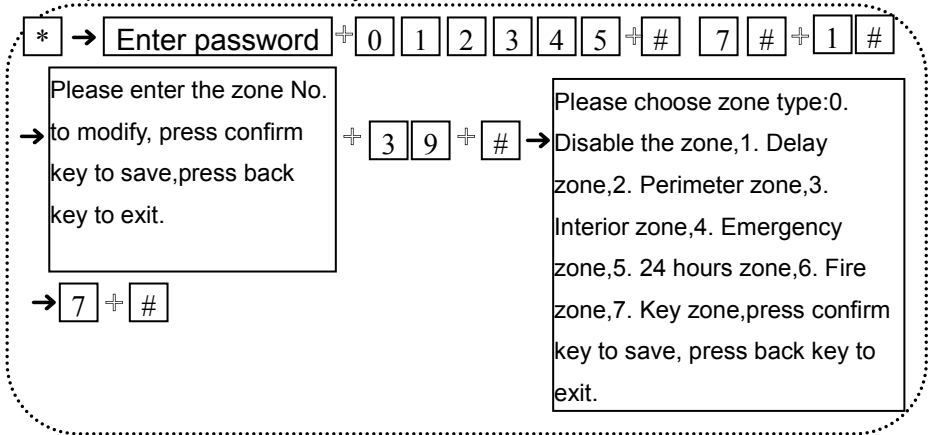 * → Enter password + 0 1 2 3 4 5 + # 7 # + 1 #
→ Please enter the zone No.
to modify, press confirm
key to save,press back
key to exit.
+ 3 9 + # →
Please choose zone type:0.
Disable the zone,1. Delay
zone,2. Perimeter zone,3.
Interior zone,4. Emergency
zone,5. 24 hours zone,6. Fire
zone,7. Key zone,press confirm
key to save, press back key to
exit.
→ 7 + #